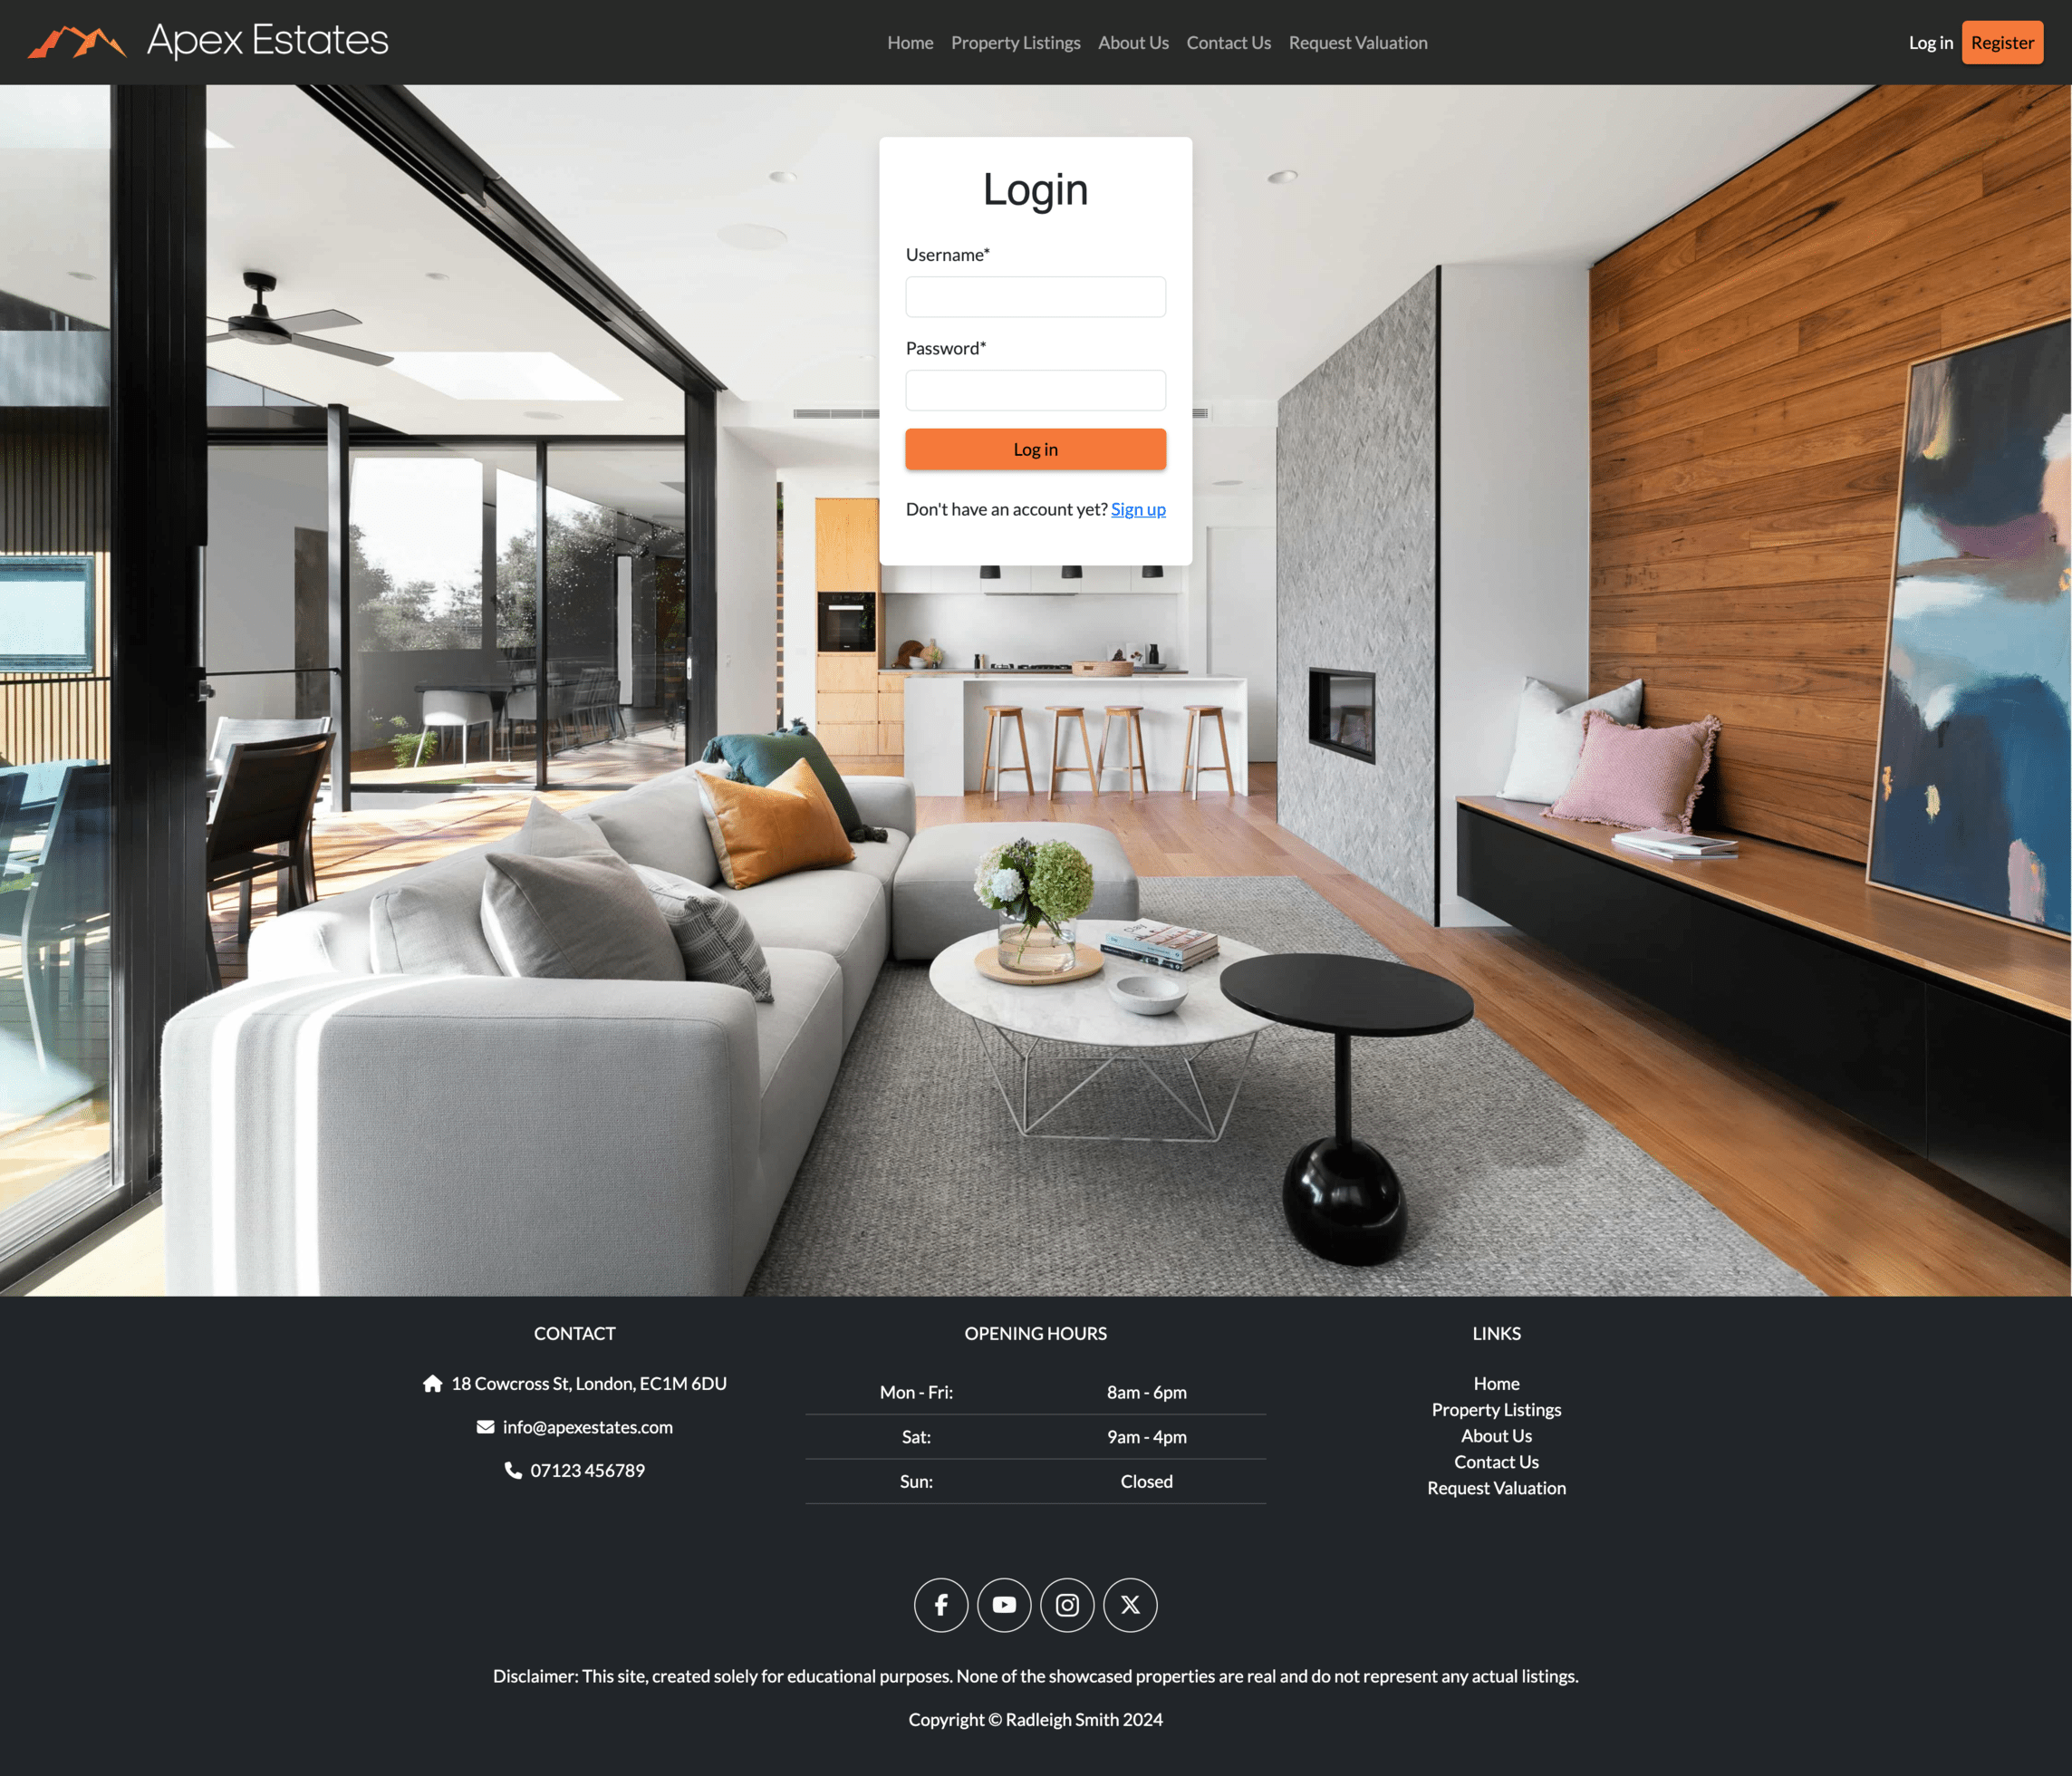 Apex Estates
Home Property Listings About Us Contact Us Request Valuation
Log in Register
Login
Username*
Password*
Log in
Don't have an account yet? Sign up
CONTACT
18 Cowcross St, London, EC1M 6DU
info@apexestates.com
07123 456789
OPENING HOURS
Mon - Fri: 8am - 6pm
Sat: 9am - 4pm
Sun: Closed
LINKS
Home
Property Listings
About Us
Contact Us
Request Valuation
Disclaimer: This site, created solely for educational purposes. None of the showcased properties are real and do not represent any actual listings.
Copyright © Radleigh Smith 2024